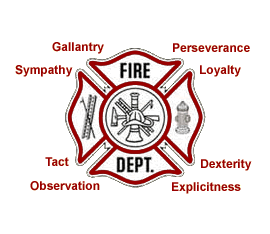 Gallantry
Perseverance
Sympathy
FIRE
Loyalty
Tact
DEPT.
Dexterity
Observation
Explicitness